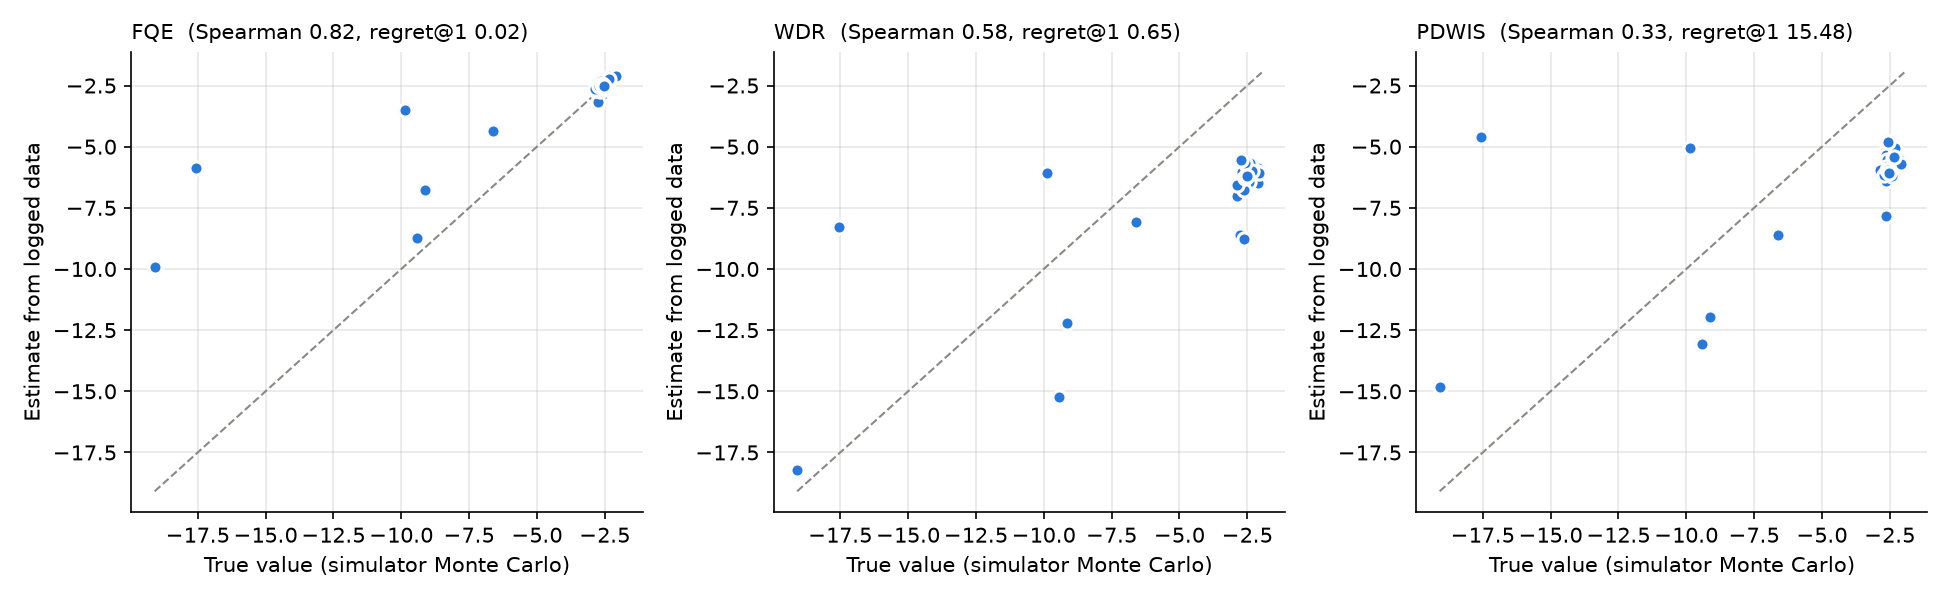 FQE  (Spearman 0.82, regret@1 0.02)
−2.5
−5.0
−7.5
−10.0
−12.5
−15.0
−17.5
Estimate from logged data
−17.5 −15.0 −12.5 −10.0 −7.5 −5.0 −2.5
True value (simulator Monte Carlo)
WDR  (Spearman 0.58, regret@1 0.65)
−2.5
−5.0
−7.5
−10.0
−12.5
−15.0
−17.5
Estimate from logged data
−17.5 −15.0 −12.5 −10.0 −7.5 −5.0 −2.5
True value (simulator Monte Carlo)
PDWIS  (Spearman 0.33, regret@1 15.48)
−2.5
−5.0
−7.5
−10.0
−12.5
−15.0
−17.5
Estimate from logged data
−17.5 −15.0 −12.5 −10.0 −7.5 −5.0 −2.5
True value (simulator Monte Carlo)